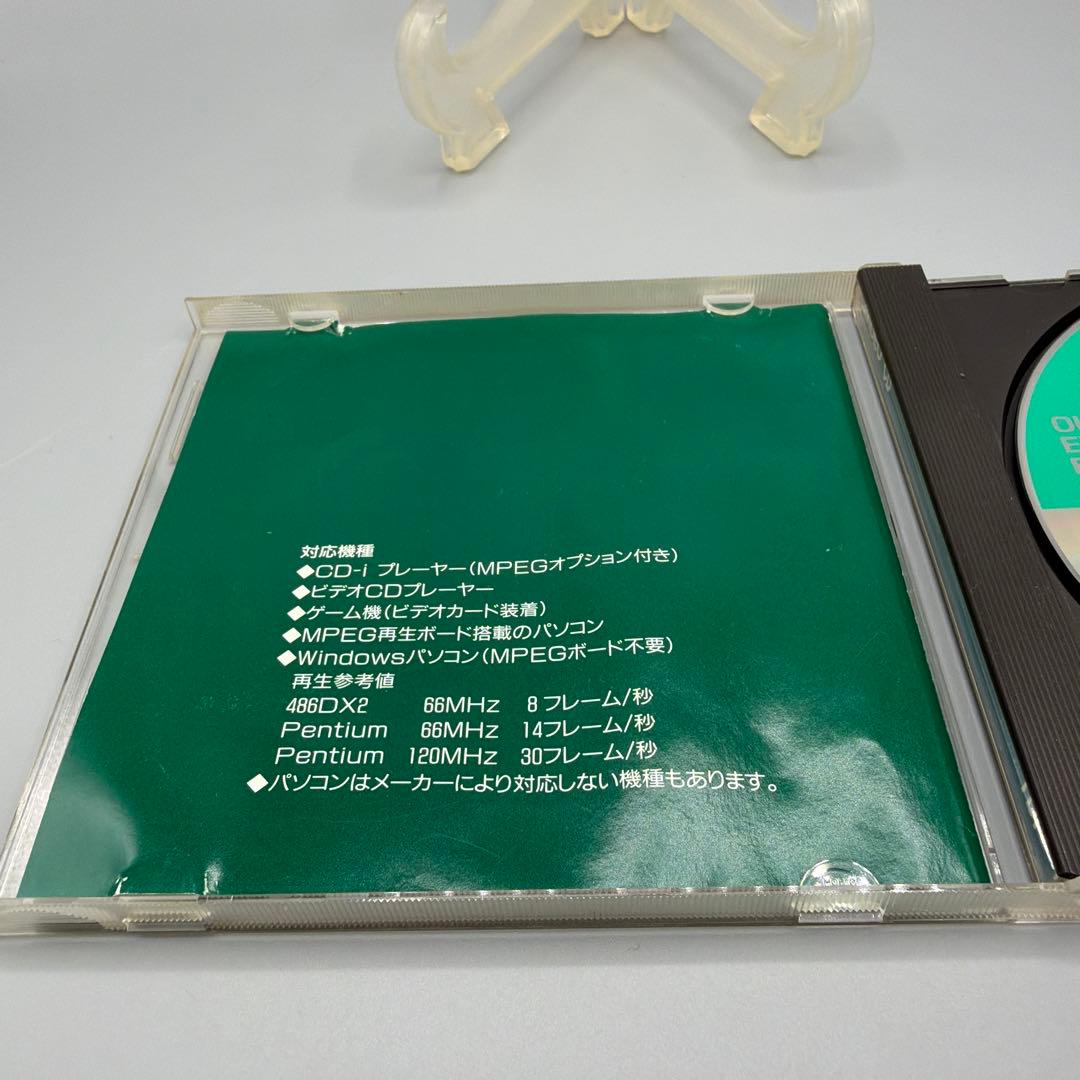 対応機種
◆CD-i プレーヤー(MPEGオプション付き)
◆ビデオCDプレーヤー
◆ゲーム機(ビデオカード装着)
◆MPEG再生ボード搭載のパソコン
◆Windowsパソコン(MPEGボード不要)
再生参考値
486DX2 66MHz 8フレーム/秒
Pentium 66MHz 14フレーム/秒
Pentium 120MHz 30フレーム/秒
◆パソコンはメーカーにより対応しない機種もあります。